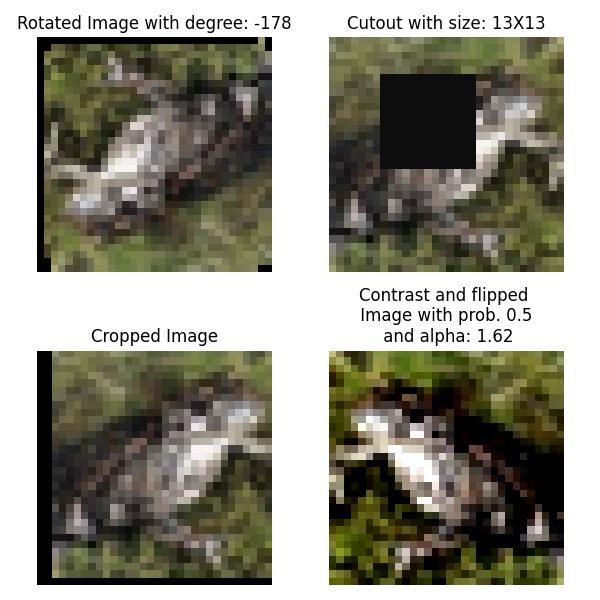 Rotated Image with degree: -178
Cutout with size: 13X13
Cropped Image
Contrast and flipped
Image with prob. 0.5
and alpha: 1.62